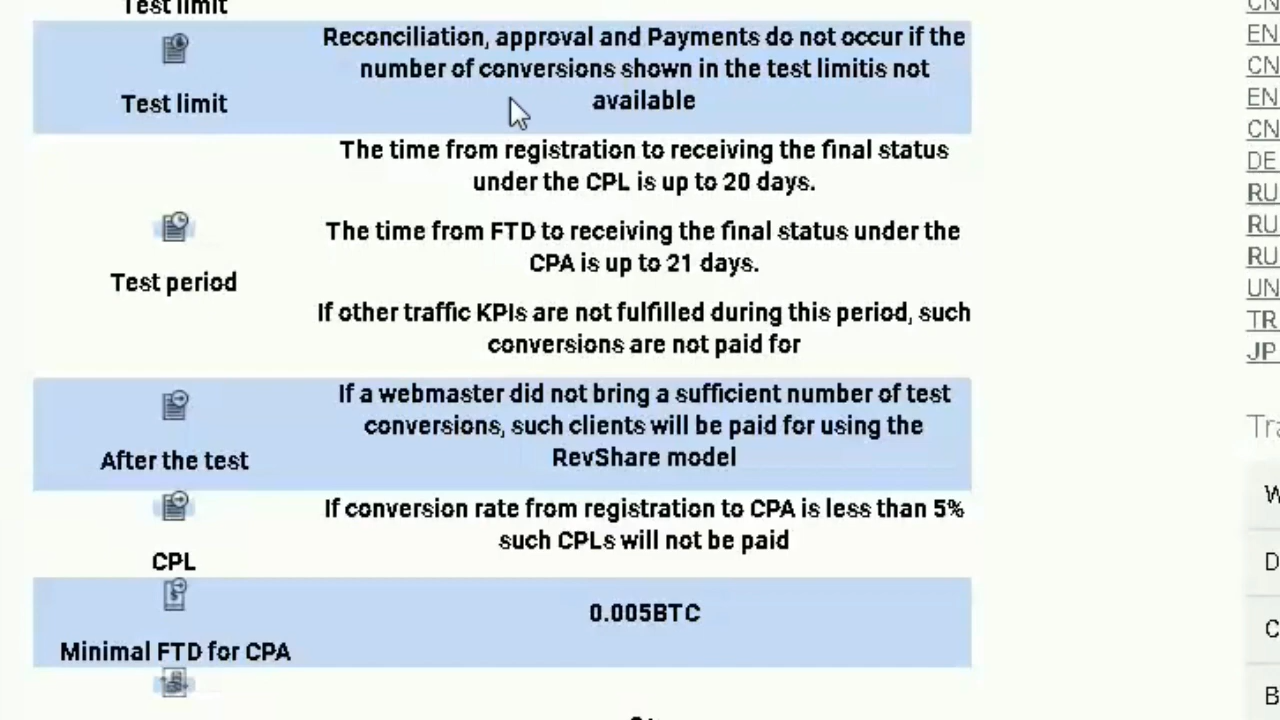 Test limit
Reconciliation, approval and Payments do not occur if the
number of conversions shown in the test limitis not
available
Test limit
The time from registration to receiving the final status
under the CPL is up to 20 days.
The time from FTD to receiving the final status under the
CPA is up to 21 days.
If other traffic KPIs are not fulfilled during this period, such
conversions are not paid for
Test period
If a webmaster did not bring a sufficient number of test
conversions, such clients will be paid for using the
RevShare model
After the test
If conversion rate from registration to CPA is less than 5%
such CPLs will not be paid
CPL
0.005BTC
Minimal FTD for CPA
CN
EN
CN
EN
CN
DE
RU
RU
RU
UN
TR
JP
Tra
W
D
C
B